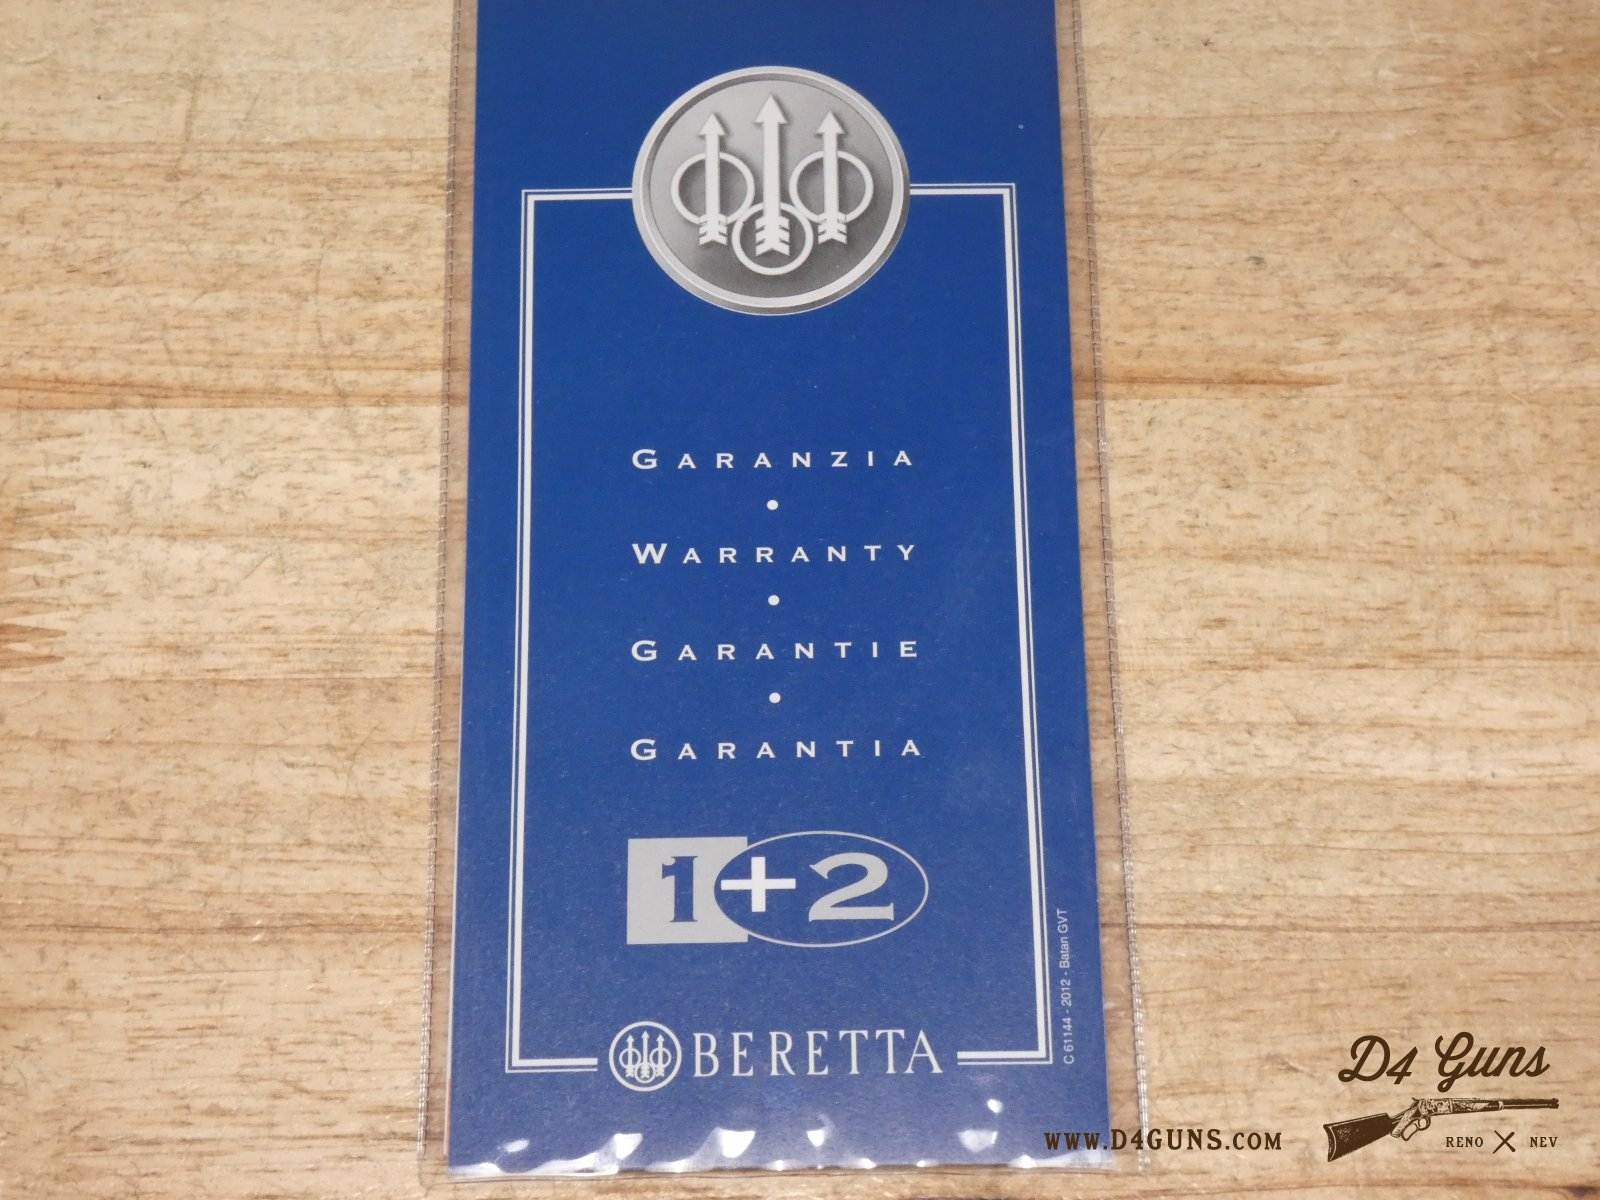 GARANZIA
•
WARRANTY
•
GARANTIE
•
GARANTIA
1+2
BERETTA
C 61144 - 2012 - Batan GVT
D4 Guns
RENO NEV
WWW.D4GUNS.COM